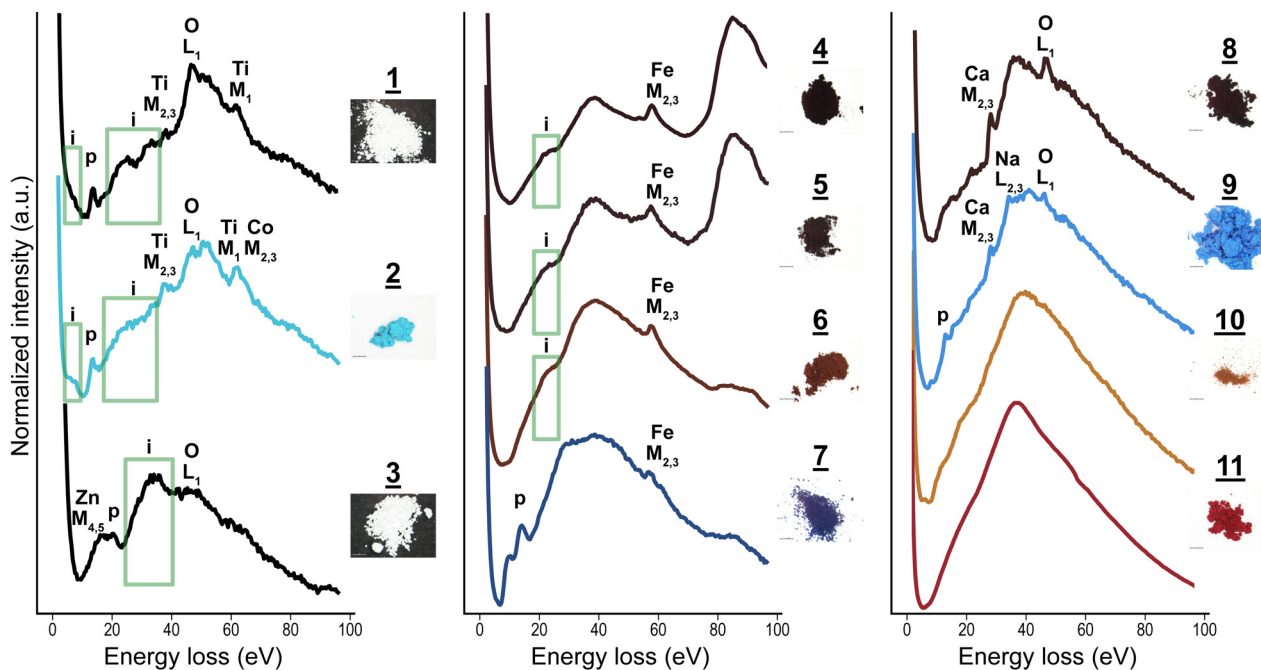 Normalized intensity (a.u.)
O
L1
Ti
M2,3
Ti
M1
i
p
i
1
O
L1
Ti
M2,3
Ti
M1
Co
M2,3
i
p
i
2
i
O
L1
Zn
M4,5
p
3
0 20 40 60 80 100
Energy loss (eV)
4
Fe
M2,3
i
5
Fe
M2,3
i
6
Fe
M2,3
i
7
Fe
M2,3
p
0 20 40 60 80 100
Energy loss (eV)
O
L1
Ca
M2,3
8
Na
L2,3
O
L1
Ca
M2,3
p
9
10
11
0 20 40 60 80 100
Energy loss (eV)